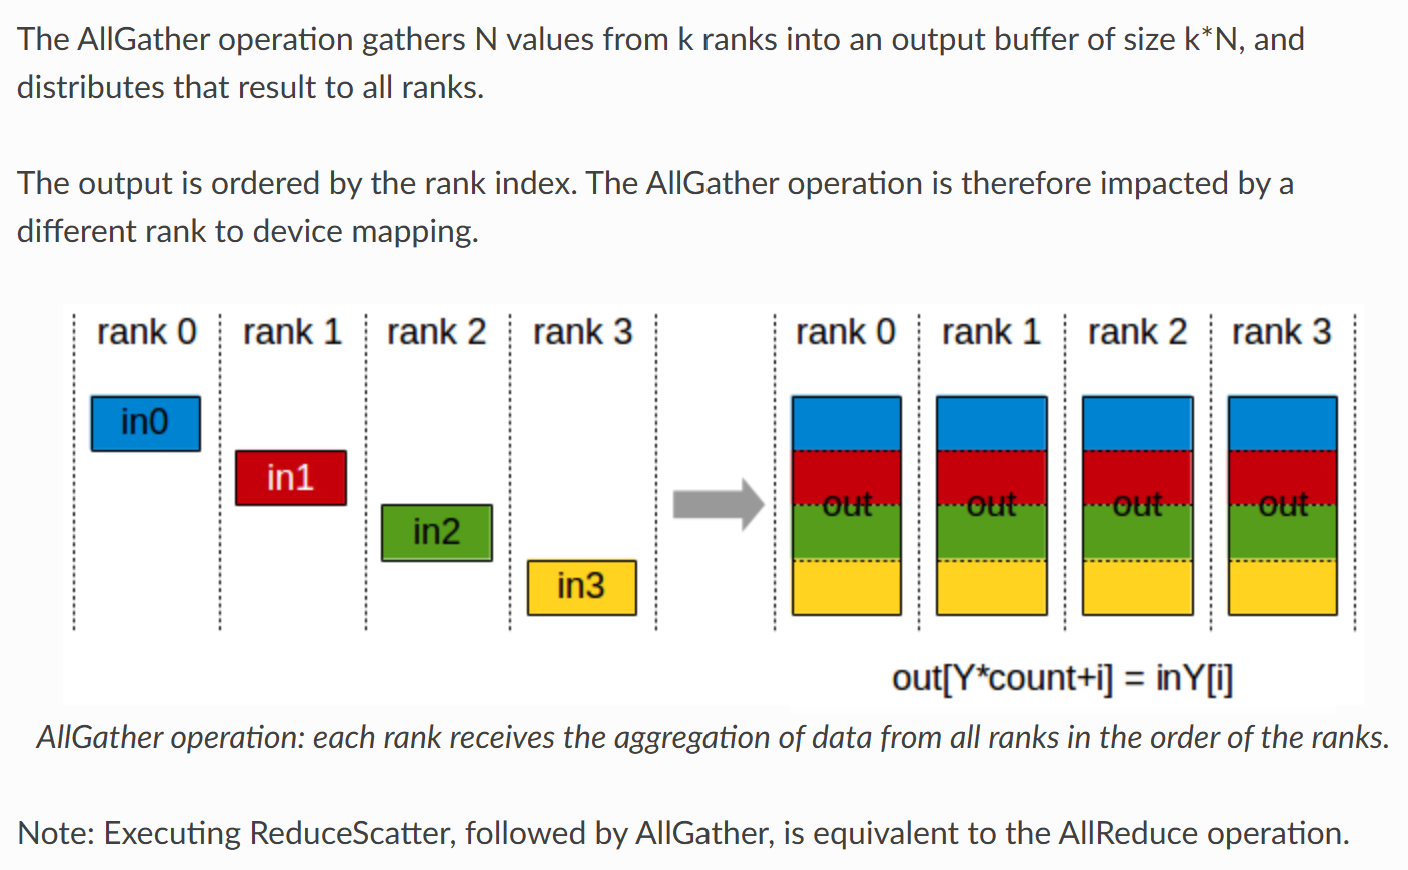 The AllGather operation gathers N values from k ranks into an output buffer of size k*N, and
distributes that result to all ranks.
The output is ordered by the rank index. The AllGather operation is therefore impacted by a
different rank to device mapping.
rank 0 rank 1 rank 2 rank 3 rank 0 rank 1 rank 2 rank 3
in0
in1
in2
in3
out out out out
out[Y*count+i] = inY[i]
AllGather operation: each rank receives the aggregation of data from all ranks in the order of the ranks.
Note: Executing ReduceScatter, followed by AllGather, is equivalent to the AllReduce operation.